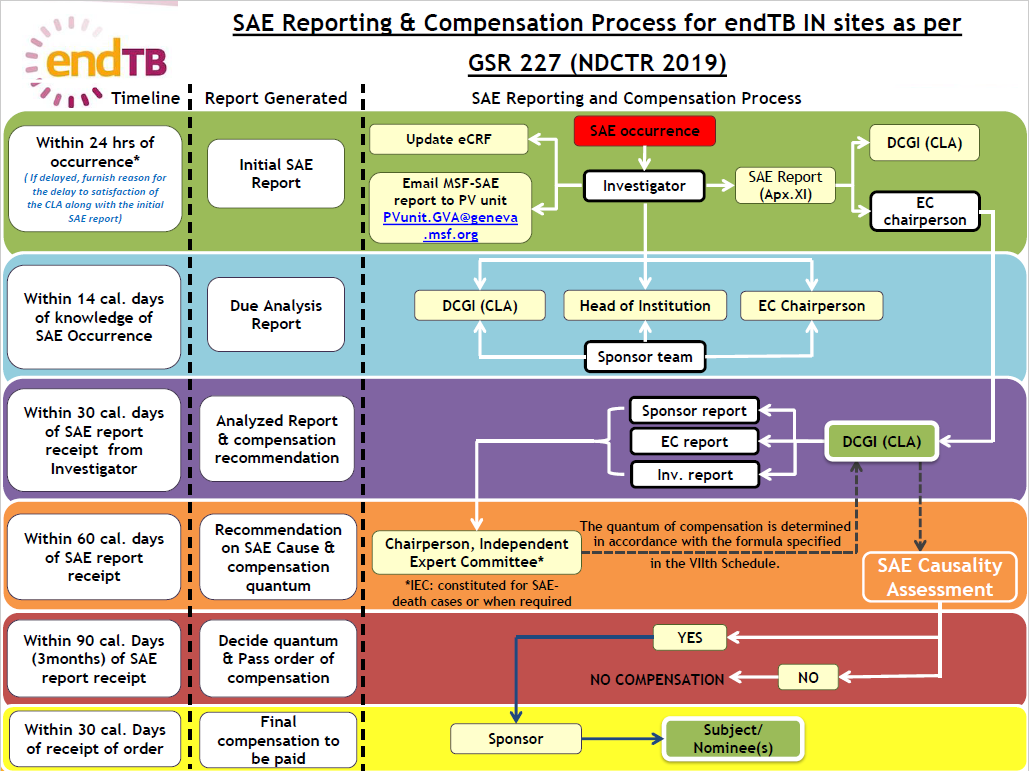 SAE Reporting & Compensation Process for endTB IN sites as per
GSR 227 (NDCTR 2019)
endTB
Timeline
Report Generated
SAE Reporting and Compensation Process
Within 24 hrs of
occurrence*
( If delayed, furnish reason for
the delay to satisfaction of
the CLA along with the initial
SAE report)
Initial SAE
Report
Update eCRF
Email MSF-SAE
report to PV unit
PVunit.GVA@geneva
.msf.org
SAE occurrence
Investigator
SAE Report
(Apx.XI)
DCGI (CLA)
EC
chairperson
Within 14 cal. days
of knowledge of
SAE Occurrence
Due Analysis
Report
DCGI (CLA)
Head of Institution
EC Chairperson
Sponsor team
Within 30 cal. days
of SAE report
receipt from
Investigator
Analyzed Report
& compensation
recommendation
Sponsor report
EC report
Inv. report
DCGI (CLA)
Within 60 cal. days
of SAE report
receipt
Recommendation
on SAE Cause &
compensation
quantum
Chairperson, Independent
Expert Committee*
*IEC: constituted for SAE-
death cases or when required
The quantum of compensation is determined
in accordance with the formula specified
in the VIIth Schedule.
SAE Causality
Assessment
Within 90 cal. Days
(3months) of SAE
report receipt
Decide quantum
& Pass order of
compensation
YES
NO COMPENSATION
NO
Within 30 cal. Days
of receipt of order
Final
compensation to
be paid
Sponsor
Subject/
Nominee(s)